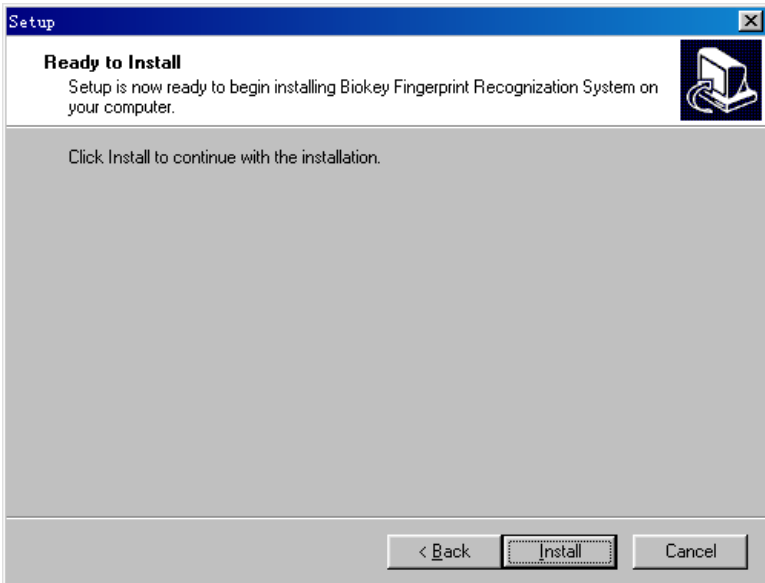 Setup
Ready to Install
Setup is now ready to begin installing Biokey Fingerprint Recognization System on
your computer.
Click Install to continue with the installation.
< Back
Install
Cancel